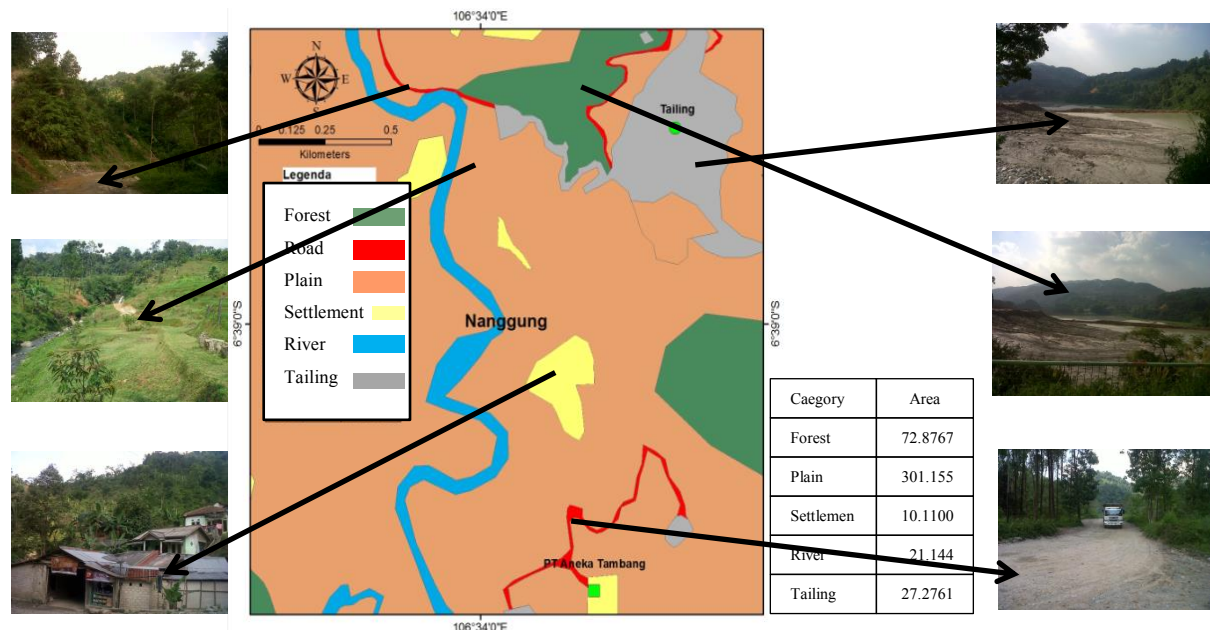 106°34'0"E
N
W E
S
0 0.125 0.25 0.5
Kilometers
Legenda
Forest
Road
Plain
Settlement
River
Tailing
Tailing
Nanggung
PT Aneka Tambang
6°39'0"S
6°39'0"S
106°34'0"E
Caegory Area
Forest 72.8767
Plain 301.155
Settlemen 10.1100
River 21.144
Tailing 27.2761